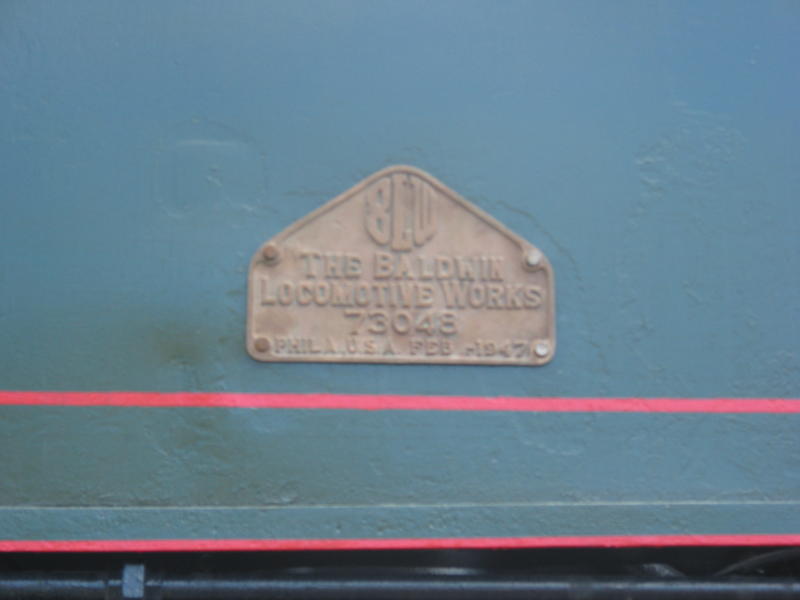 BLW
THE BALDWIN
LOCOMOTIVE WORKS
73048
PHILA. U.S.A. FEB -1947